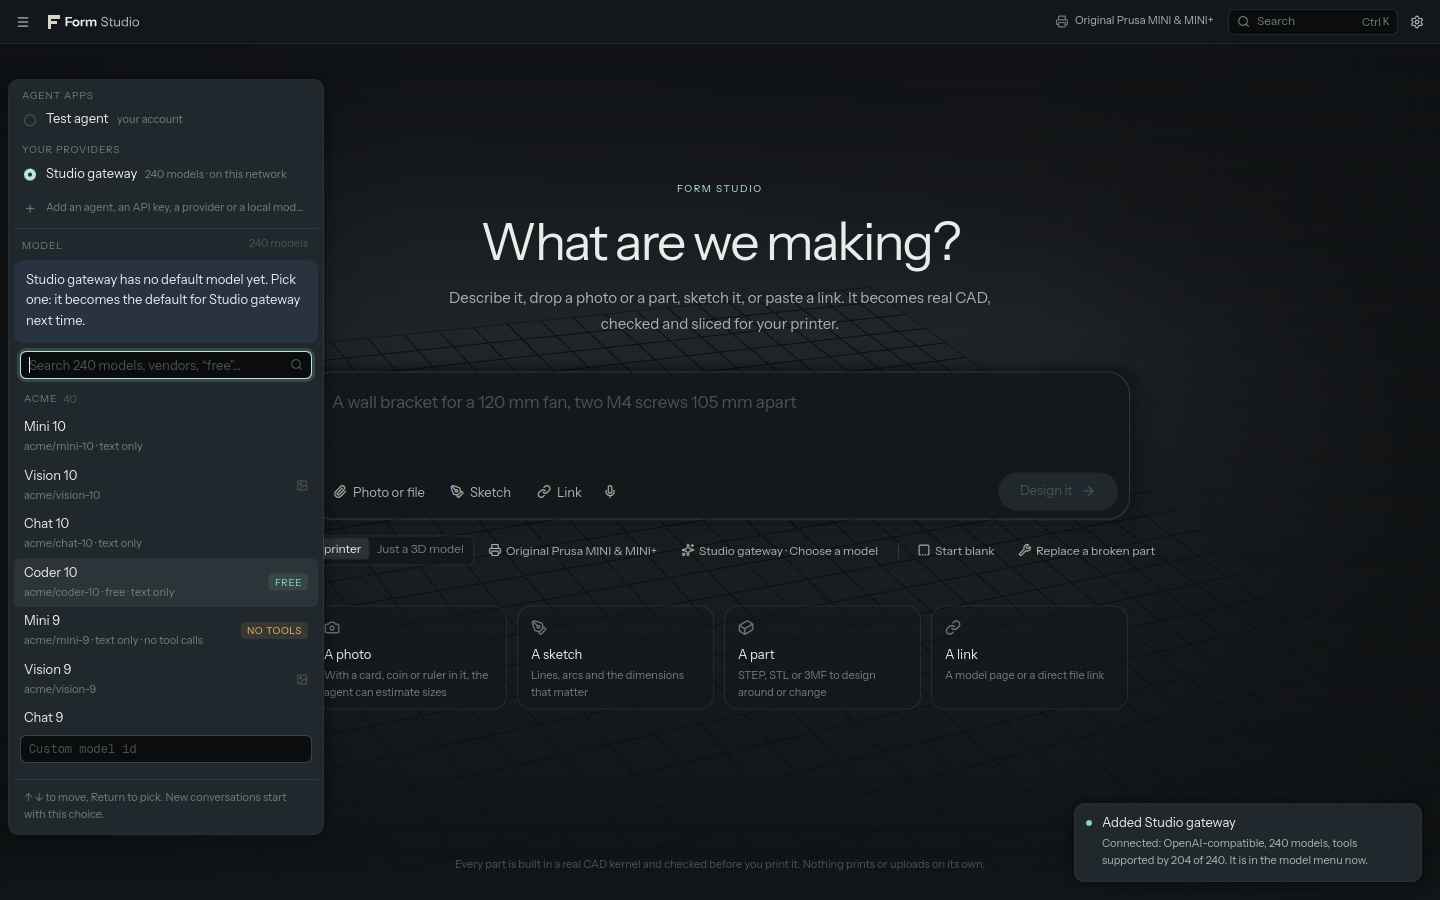 Form Studio
Original Prusa MINI & MINI+
Search
Ctrl K
AGENT APPS
Test agent your account
YOUR PROVIDERS
Studio gateway 240 models · on this network
+ Add an agent, an API key, a provider or a local mod…
MODEL 240 models
Studio gateway has no default model yet. Pick
one: it becomes the default for Studio gateway
next time.
Search 240 models, vendors, “free”…
ACME 40
Mini 10
acme/mini-10 · text only
Vision 10
acme/vision-10
Chat 10
acme/chat-10 · text only
Coder 10
acme/coder-10 · free · text only
FREE
Mini 9
acme/mini-9 · text only · no tool calls
NO TOOLS
Vision 9
acme/vision-9
Chat 9
Custom model id
↑ ↓ to move, Return to pick. New conversations start
with this choice.
FORM STUDIO
What are we making?
Describe it, drop a photo or a part, sketch it, or paste a link. It becomes real CAD,
checked and sliced for your printer.
A wall bracket for a 120 mm fan, two M4 screws 105 mm apart
Photo or file
Sketch
Link
Design it
printer
Just a 3D model
Original Prusa MINI & MINI+
Studio gateway · Choose a model
Start blank
Replace a broken part
A photo
With a card, coin or ruler in it, the
agent can estimate sizes
A sketch
Lines, arcs and the dimensions
that matter
A part
STEP, STL or 3MF to design
around or change
A link
A model page or a direct file link
Added Studio gateway
Connected: OpenAI-compatible, 240 models, tools
supported by 204 of 240. It is in the model menu now.
Every part is built in a real CAD kernel and checked before you print it. Nothing prints or uploads on its own.